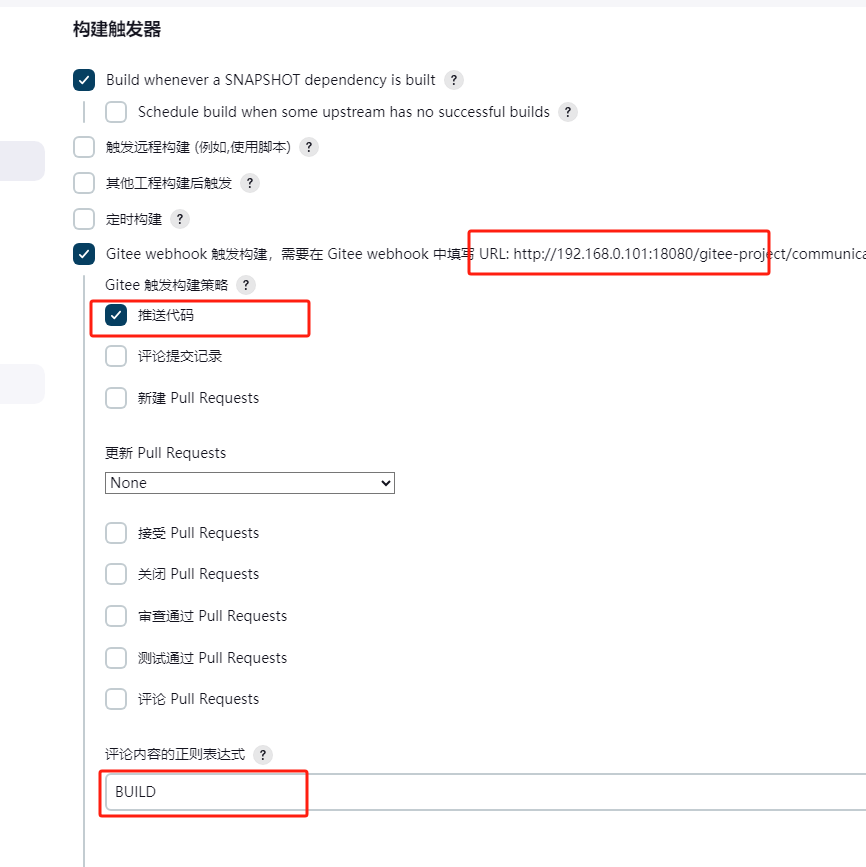 构建触发器
Build whenever a SNAPSHOT dependency is built ?
Schedule build when some upstream has no successful builds ?
触发远程构建 (例如,使用脚本) ?
其他工程构建后触发 ?
定时构建 ?
Gitee webhook 触发构建，需要在 Gitee webhook 中填写 URL: http://192.168.0.101:18080/gitee-project/communica
Gitee 触发构建策略 ?
推送代码
评论提交记录
新建 Pull Requests
更新 Pull Requests
None
接受 Pull Requests
关闭 Pull Requests
审查通过 Pull Requests
测试通过 Pull Requests
评论 Pull Requests
评论内容的正则表达式 ?
BUILD